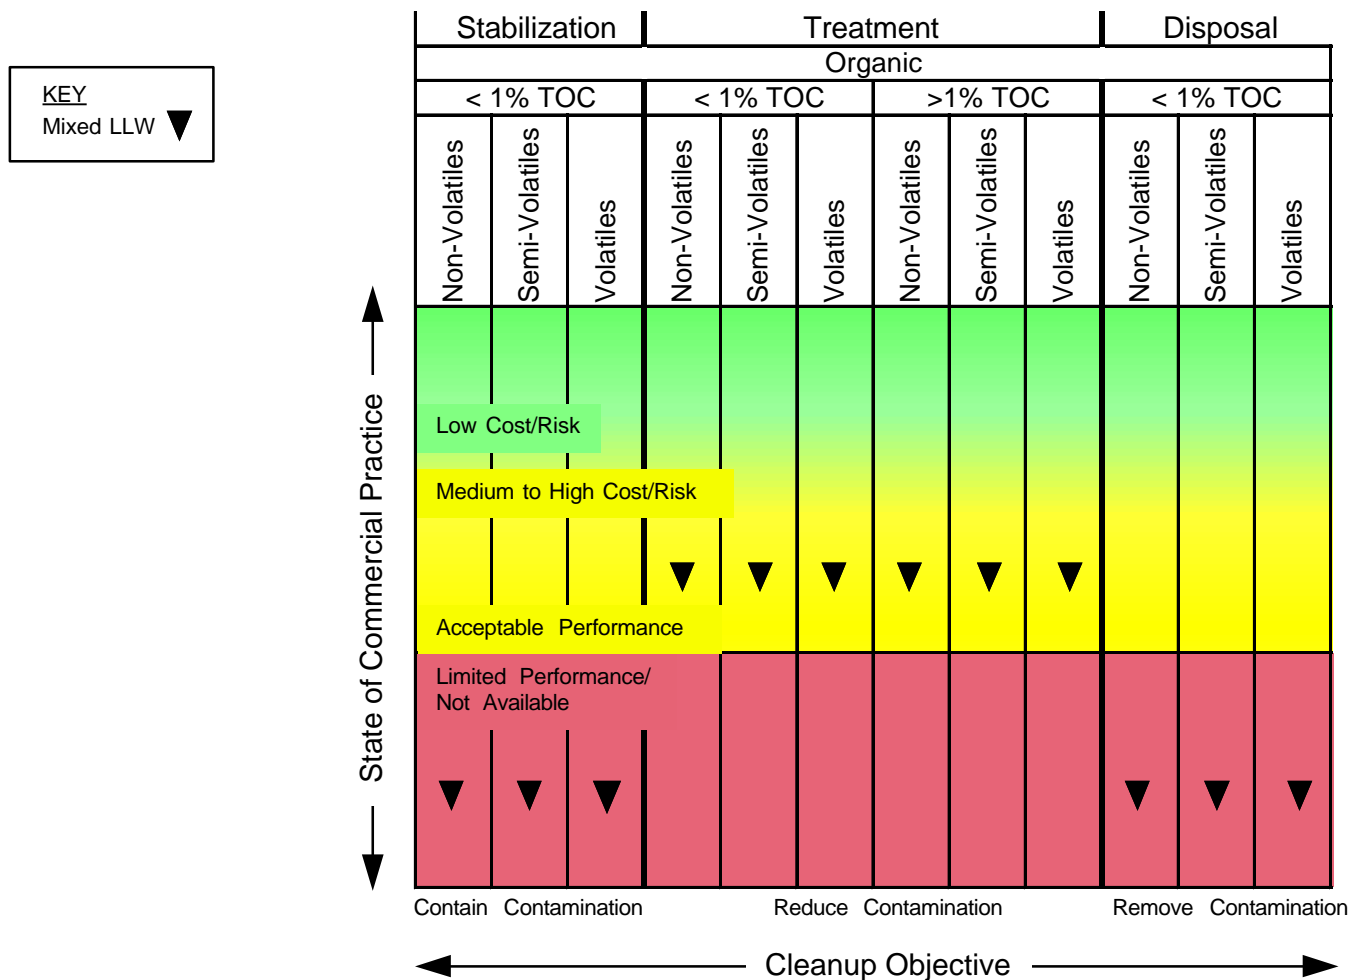 Stabilization Treatment Disposal
Organic
KEY
Mixed LLW
< 1% TOC < 1% TOC >1% TOC < 1% TOC
Non-Volatiles
Semi-Volatiles
Volatiles
Non-Volatiles
Semi-Volatiles
Volatiles
Non-Volatiles
Semi-Volatiles
Volatiles
Non-Volatiles
Semi-Volatiles
Volatiles
State of Commercial Practice
Low Cost/Risk
Medium to High Cost/Risk
Acceptable Performance
Limited Performance/
Not Available
Contain Contamination Reduce Contamination Remove Contamination
Cleanup Objective